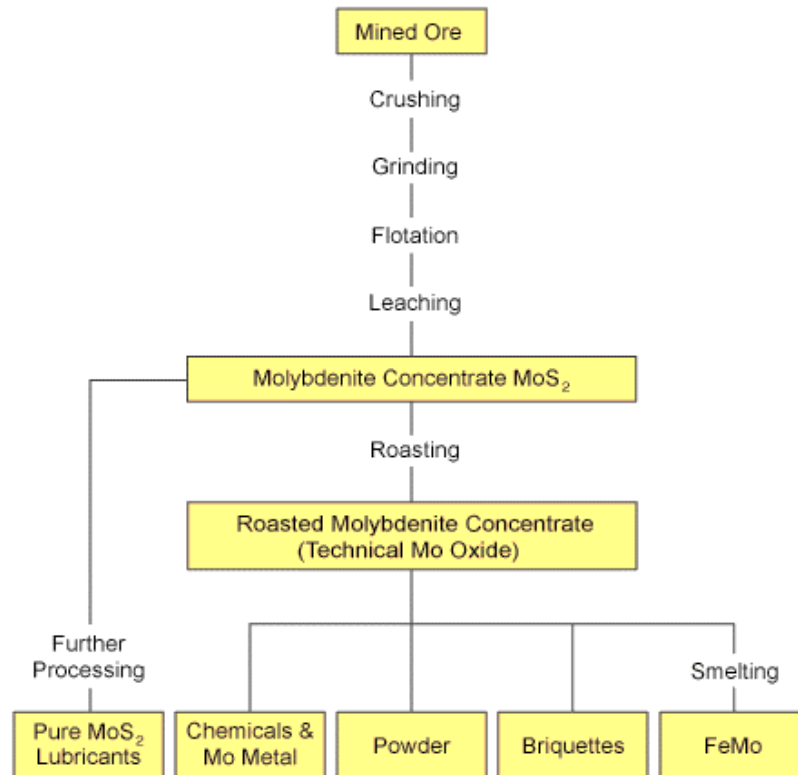 Mined Ore
Crushing
Grinding
Flotation
Leaching
Molybdenite Concentrate MoS₂
Roasting
Roasted Molybdenite Concentrate
(Technical Mo Oxide)
Further
Processing
Smelting
Pure MoS₂
Lubricants
Chemicals &
Mo Metal
Powder
Briquettes
FeMo